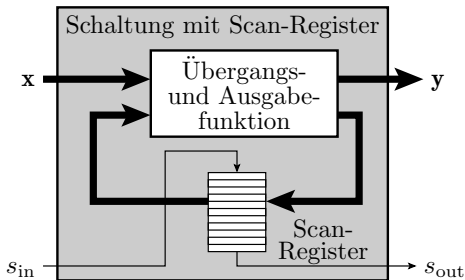 Schaltung mit Scan-Register
x
Übergangs-
und Ausgabe-
funktion
y
Scan-
Register
s_in
s_out